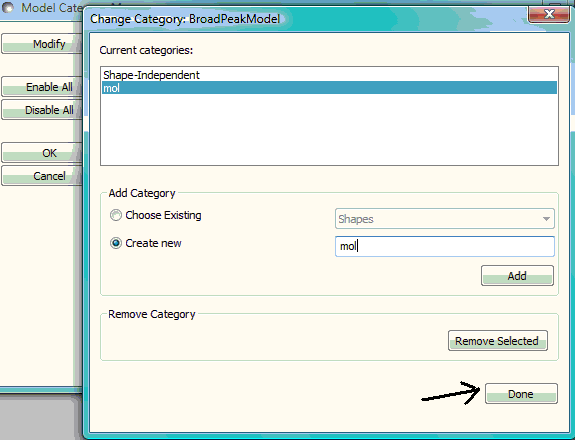 Model Cate
Change Category: BroadPeakModel
Modify
Enable All
Disable All
OK
Cancel
Current categories:
Shape-Independent
mol
Add Category
Choose Existing
Shapes
Create new
mol
Add
Remove Category
Remove Selected
Done